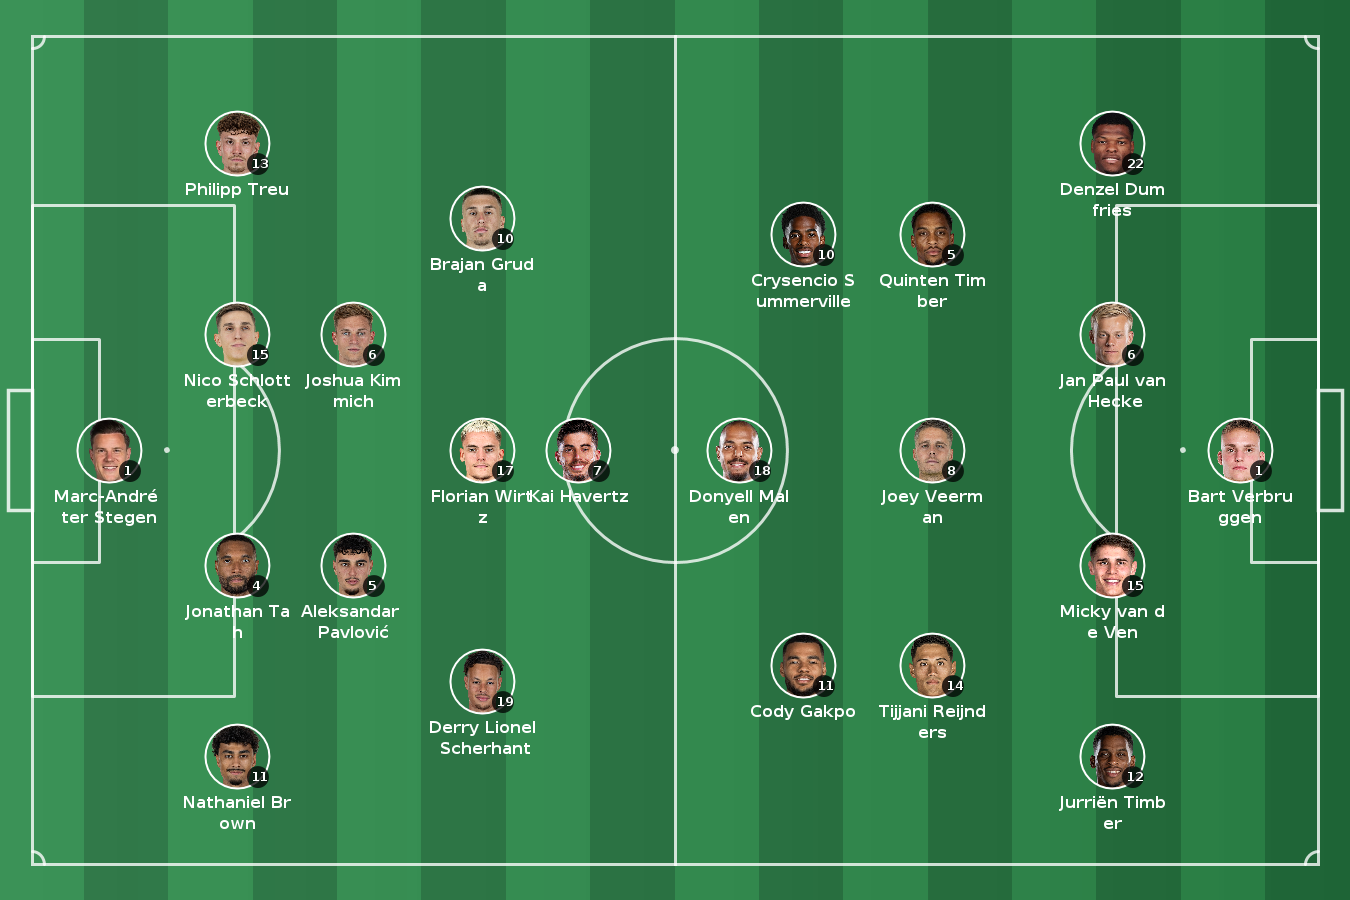 13
Philipp Treu
22
Denzel Dum
fries
10
Brajan Grud
a
10
Crysencio S
ummerville
5
Quinten Tim
ber
15
Nico Schlott
erbeck
6
Joshua Kim
mich
6
Jan Paul van
Hecke
1
Marc-André
ter Stegen
17
Florian Wirt
z
7
Kai Havertz
18
Donyell Mal
en
8
Joey Veerm
an
1
Bart Verbru
ggen
4
Jonathan Ta
h
5
Aleksandar
Pavlović
15
Micky van d
e Ven
19
Derry Lionel
Scherhant
11
Cody Gakpo
14
Tijjani Reijnd
ers
11
Nathaniel Br
own
12
Jurriën Timb
er